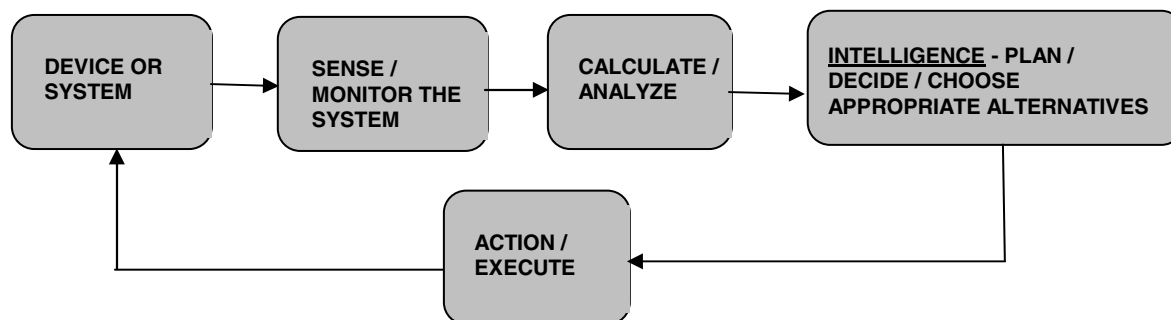 DEVICE OR
SYSTEM
SENSE /
MONITOR THE
SYSTEM
CALCULATE /
ANALYZE
INTELLIGENCE - PLAN /
DECIDE / CHOOSE
APPROPRIATE ALTERNATIVES
ACTION /
EXECUTE